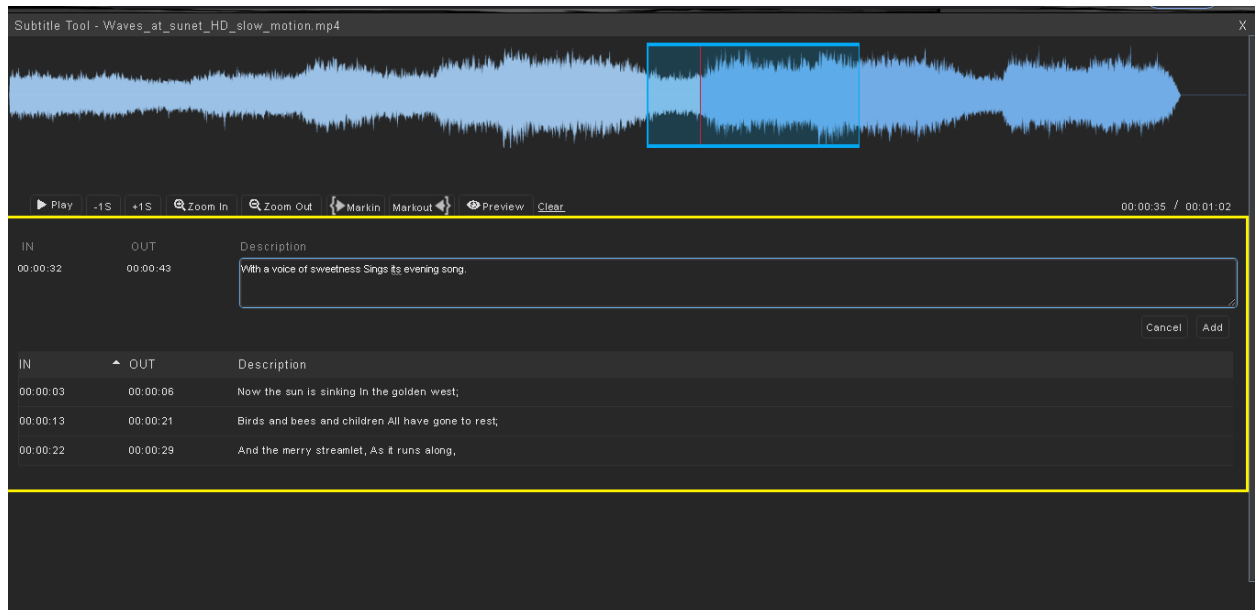 Subtitle Tool - Waves_at_sunet_HD_slow_motion.mp4 X
Play -1S +1S Zoom In Zoom Out Markin Markout Preview Clear 00:00:35 / 00:01:02
IN OUT Description
00:00:32 00:00:43 With a voice of sweetness Sings its evening song.
Cancel Add
IN OUT Description
00:00:03 00:00:06 Now the sun is sinking In the golden west;
00:00:13 00:00:21 Birds and bees and children All have gone to rest;
00:00:22 00:00:29 And the merry streamlet, As it runs along,